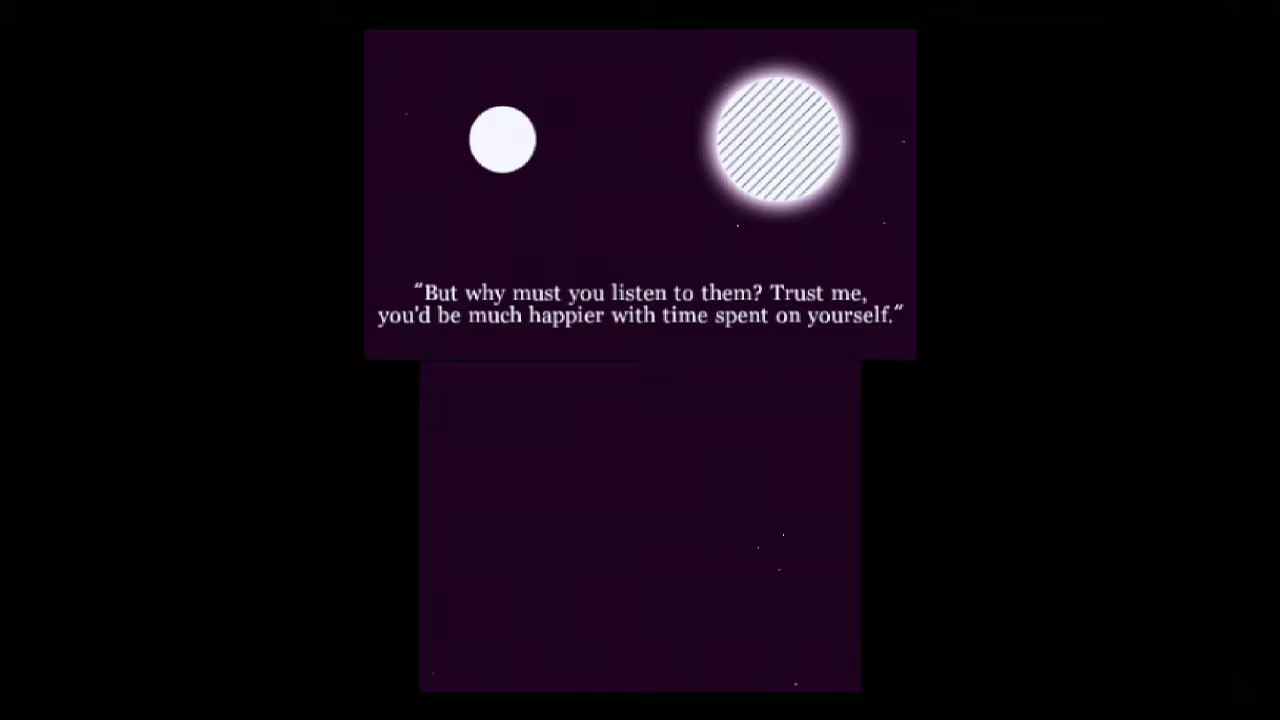 “But why must you listen to them? Trust me,
you'd be much happier with time spent on yourself.”